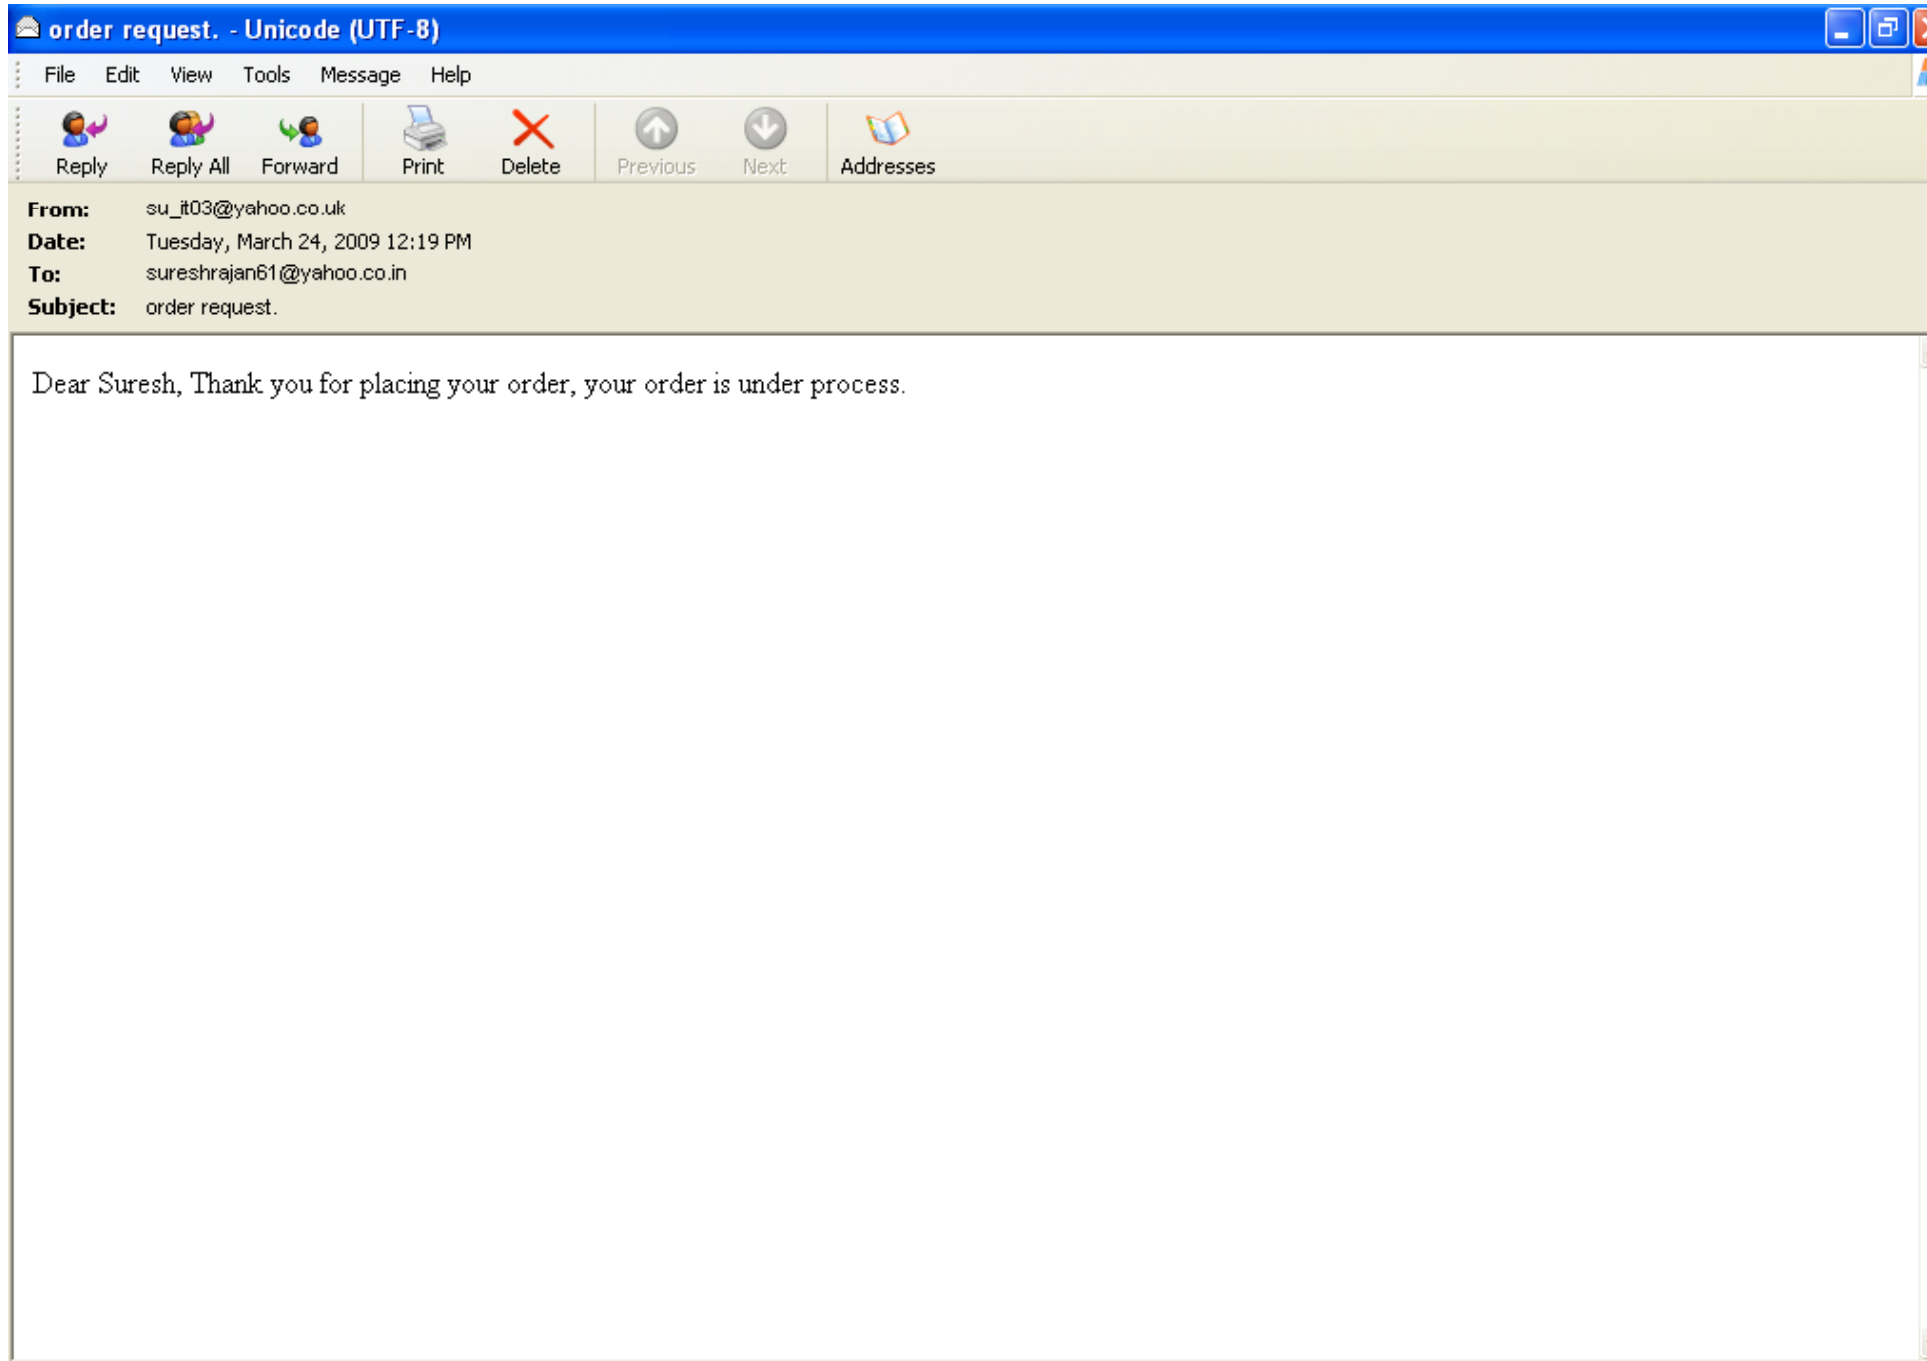 order request. - Unicode (UTF-8)
File Edit View Tools Message Help
Reply Reply All Forward Print Delete Previous Next Addresses
From: su_it03@yahoo.co.uk
Date: Tuesday, March 24, 2009 12:19 PM
To: sureshrajan61@yahoo.co.in
Subject: order request.
Dear Suresh, Thank you for placing your order, your order is under process.